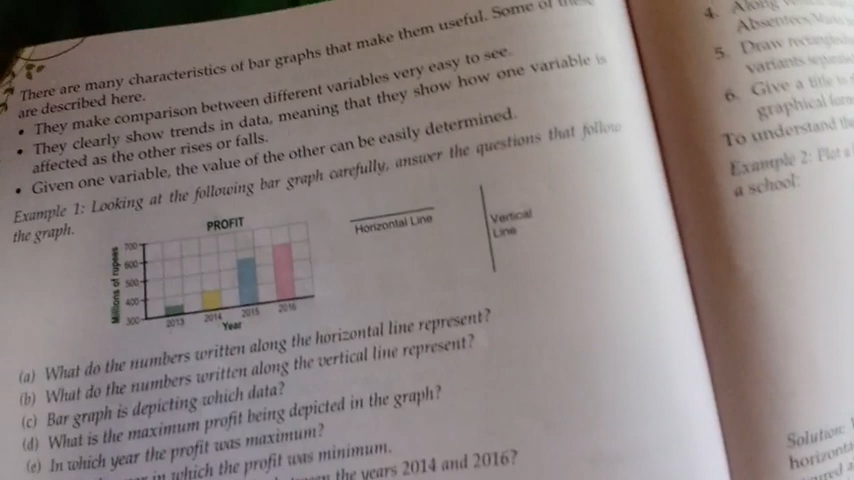 There are many characteristics of bar graphs that make them useful. Some of these
are described here.
• They make comparison between different variables very easy to see.
• They clearly show trends in data, meaning that they show how one variable is
affected as the other rises or falls.
• Given one variable, the value of the other can be easily determined.
Example 1: Looking at the following bar graph carefully, answer the questions that follow
the graph.
PROFIT
Millions of rupees
700
600
500
400
300
2013 2014 2015 2016
Year
Horizontal Line
Vertical
Line
(a) What do the numbers written along the horizontal line represent?
(b) What do the numbers written along the vertical line represent?
(c) Bar graph is depicting which data?
(d) What is the maximum profit being depicted in the graph?
(e) In which year the profit was maximum?
in which the profit was minimum.
the years 2014 and 2016?
4. Along
Absentees
5. Draw
variants
6. Give a title
graphical
To understand the
Example 2: Plot a
a school:
Solution: